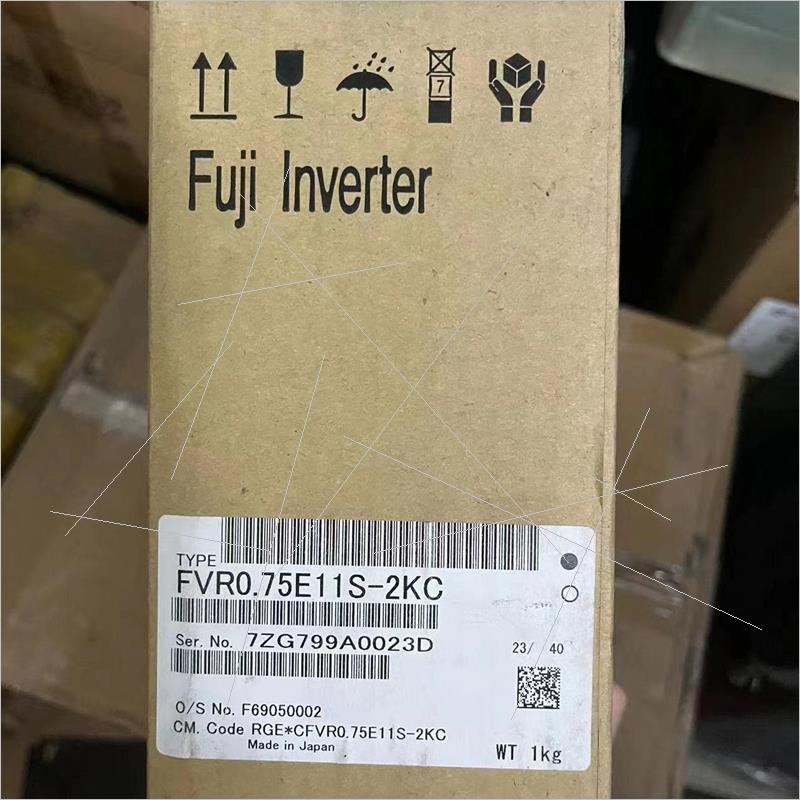 7
Fuji Inverter
TYPE
FVR0.75E11S-2KC
Ser. No. 7ZG799A0023D
23/ 40
O/S No. F69050002
CM. Code RGE*CFVR0.75E11S-2KC
Made in Japan
WT 1kg